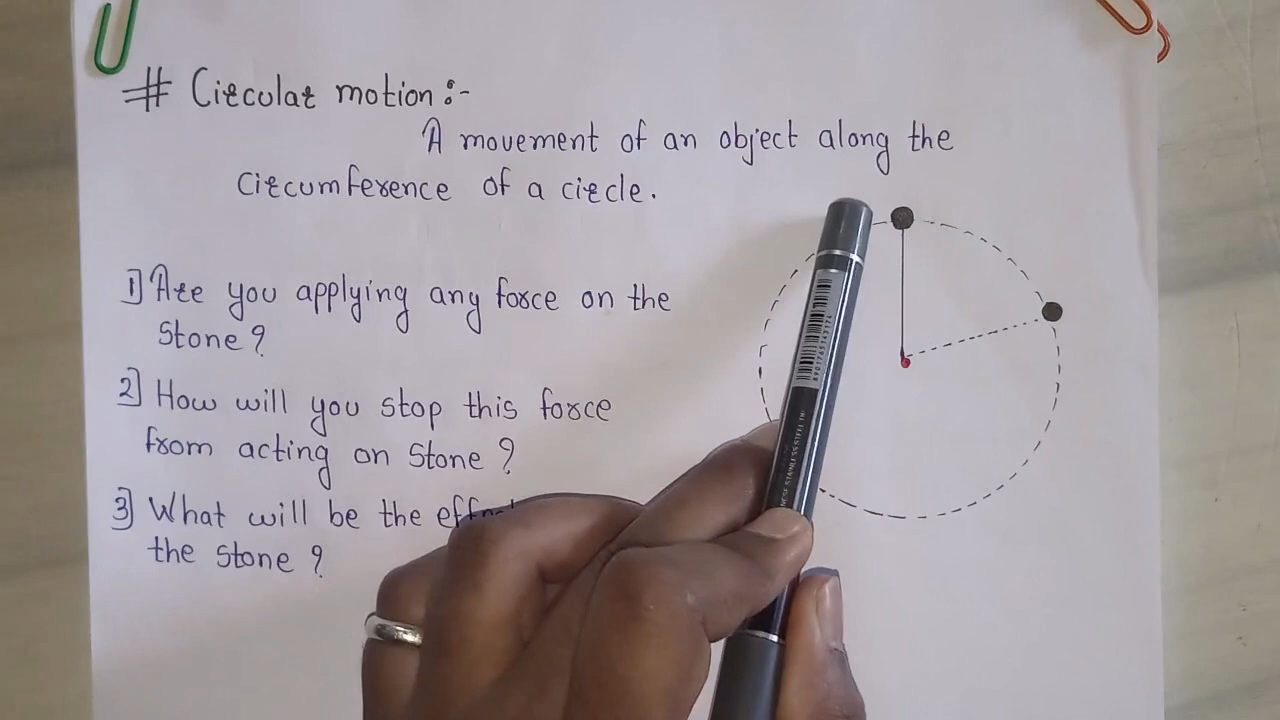 # Circular motion :-
A movement of an object along the
circumference of a circle.
1] Are you applying any force on the
Stone ?
2] How will you stop this force
from acting on Stone ?
3] What will be the
the stone ?
8901765143774